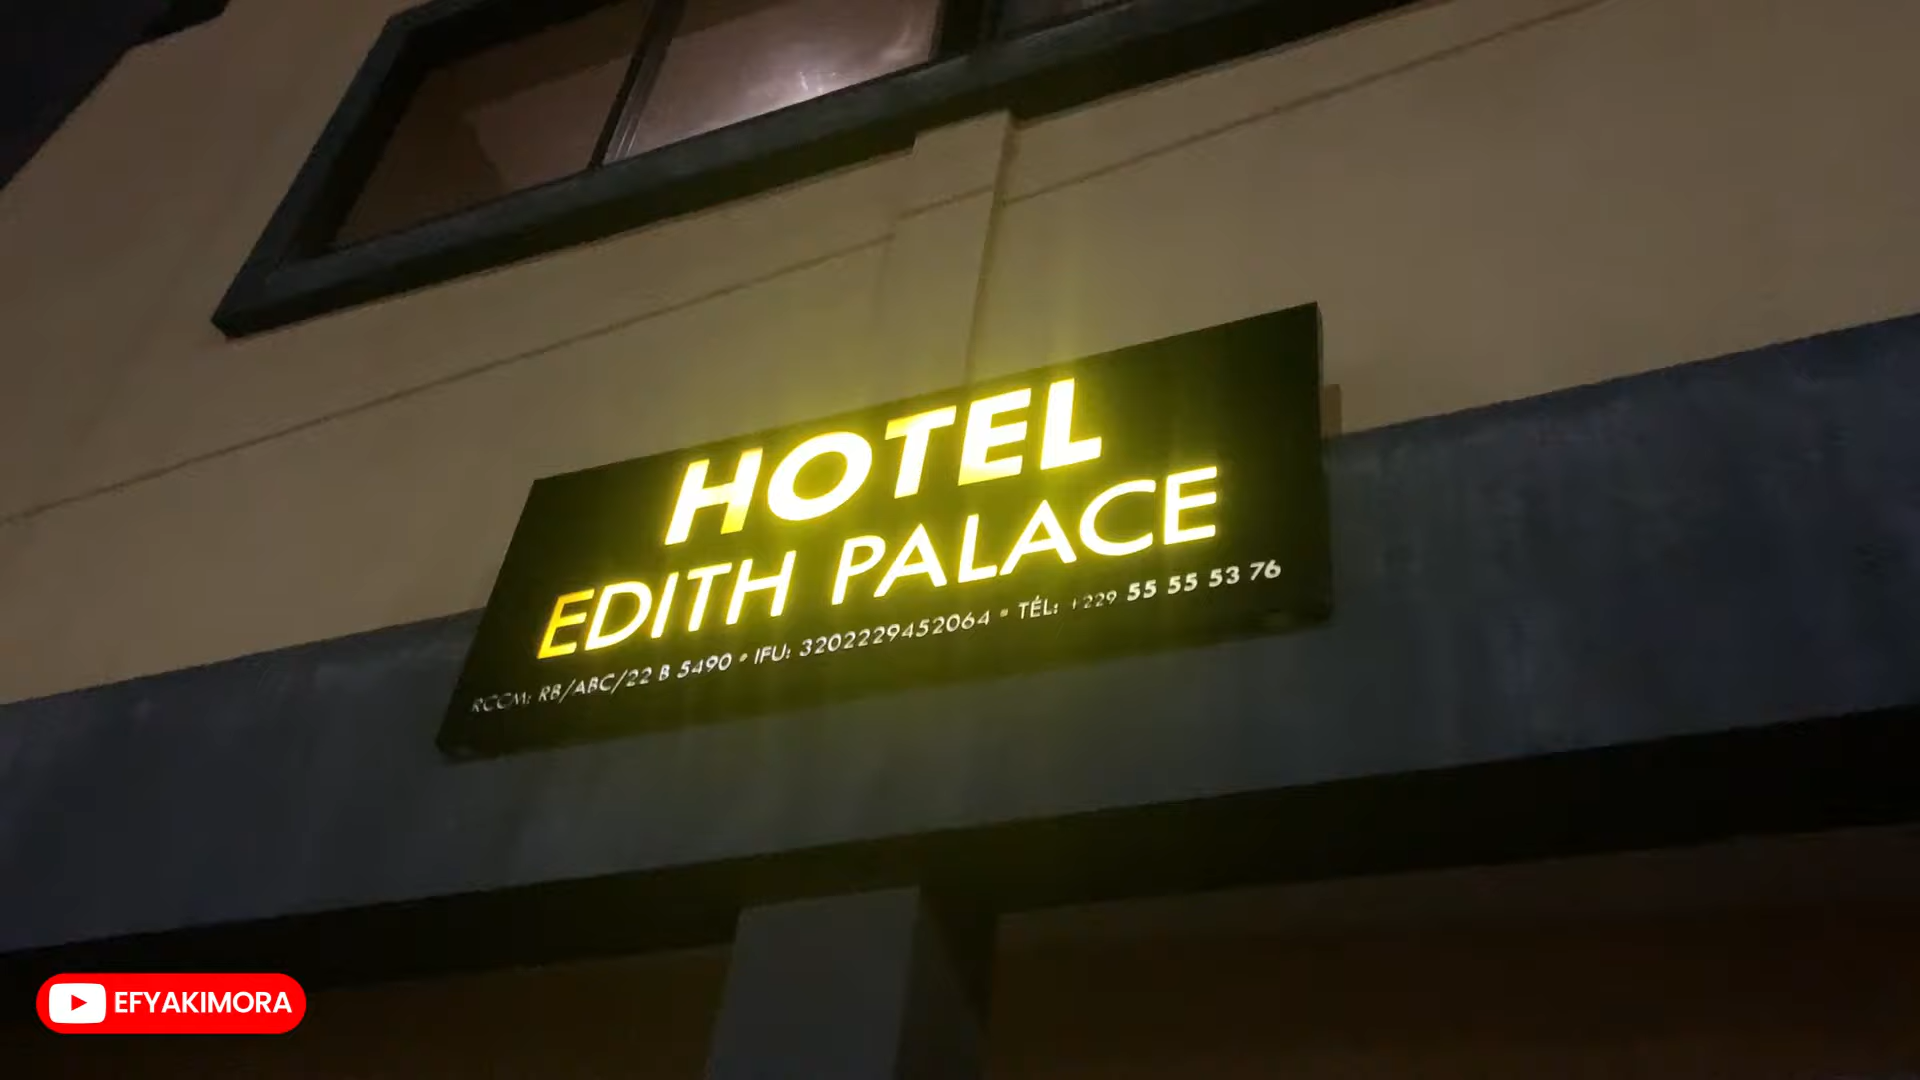 HOTEL
EDITH PALACE
RCCM: RB/ABC/22 B 5490 • IFU: 3202229452064 • TÉL: +229 55 55 53 76
EFYAKIMORA